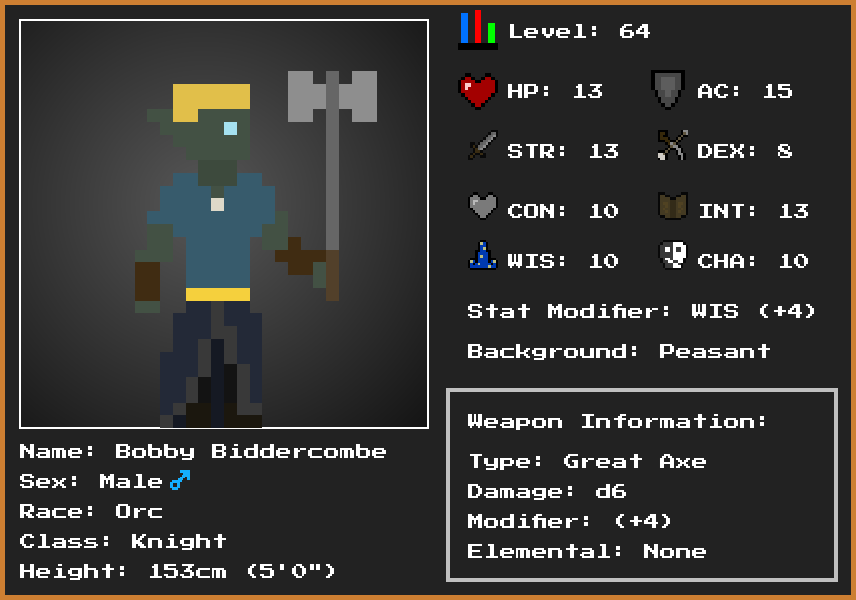 Level: 64
HP: 13 AC: 15
STR: 13 DEX: 8
CON: 10 INT: 13
WIS: 10 CHA: 10
Stat Modifier: WIS (+4)
Background: Peasant
Weapon Information:
Type: Great Axe
Damage: d6
Modifier: (+4)
Elemental: None
Name: Bobby Biddercombe
Sex: Male ♂
Race: Orc
Class: Knight
Height: 153cm (5'0")